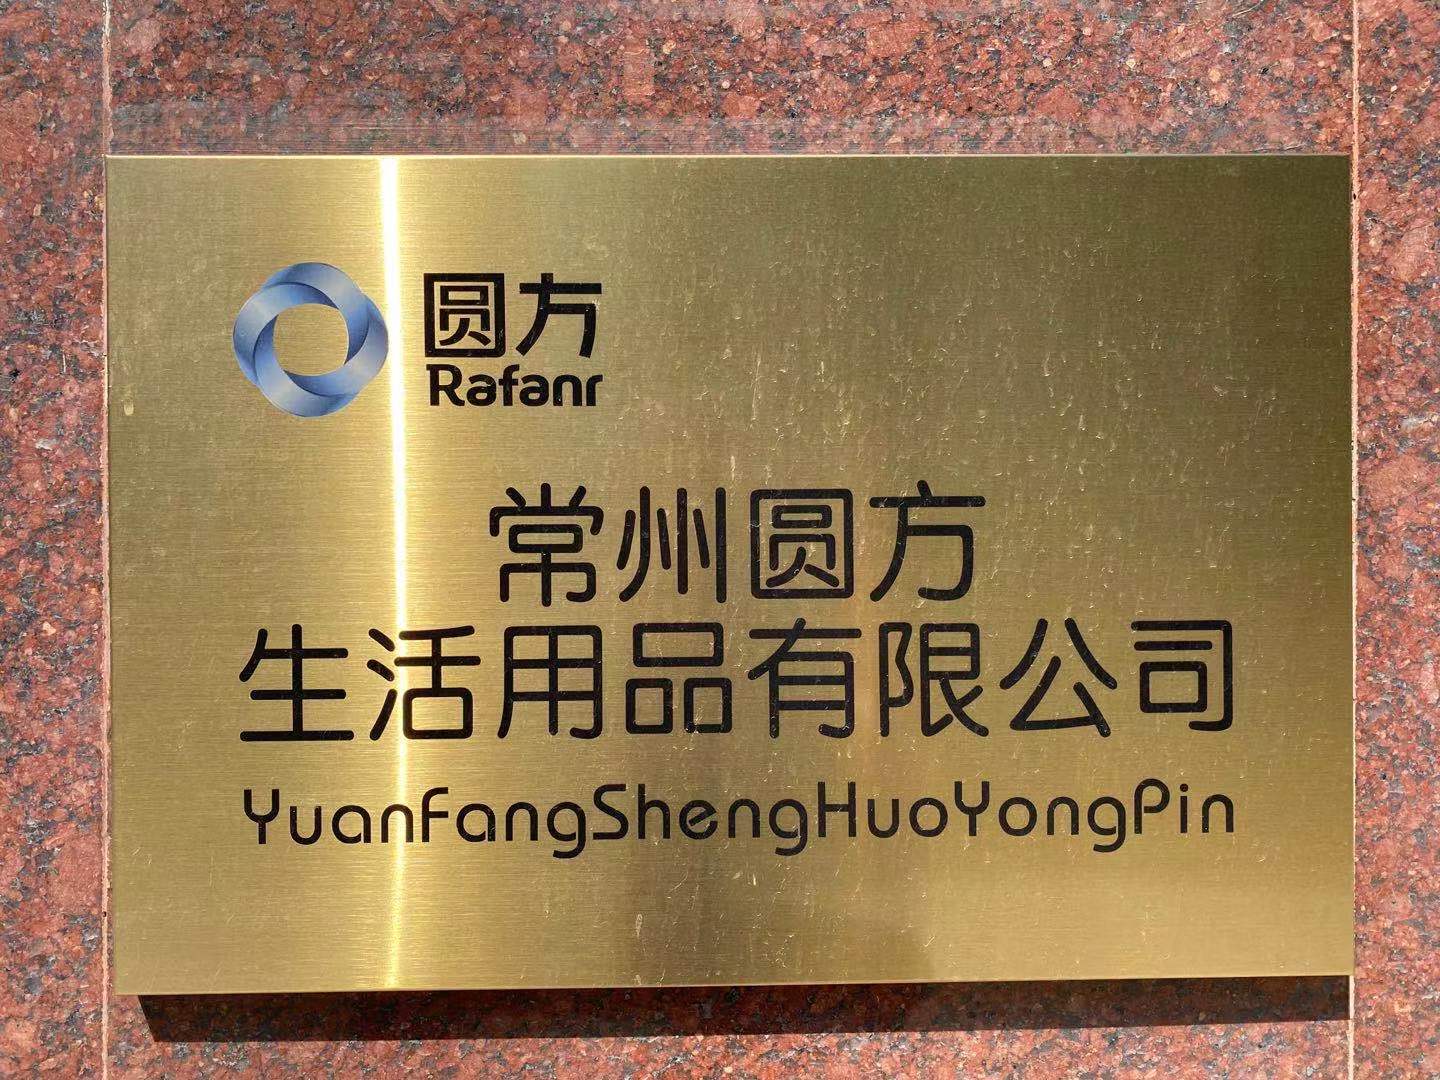 圆方
Rafanr
常州圆方
生活用品有限公司
YuanFangShengHuoYongPin